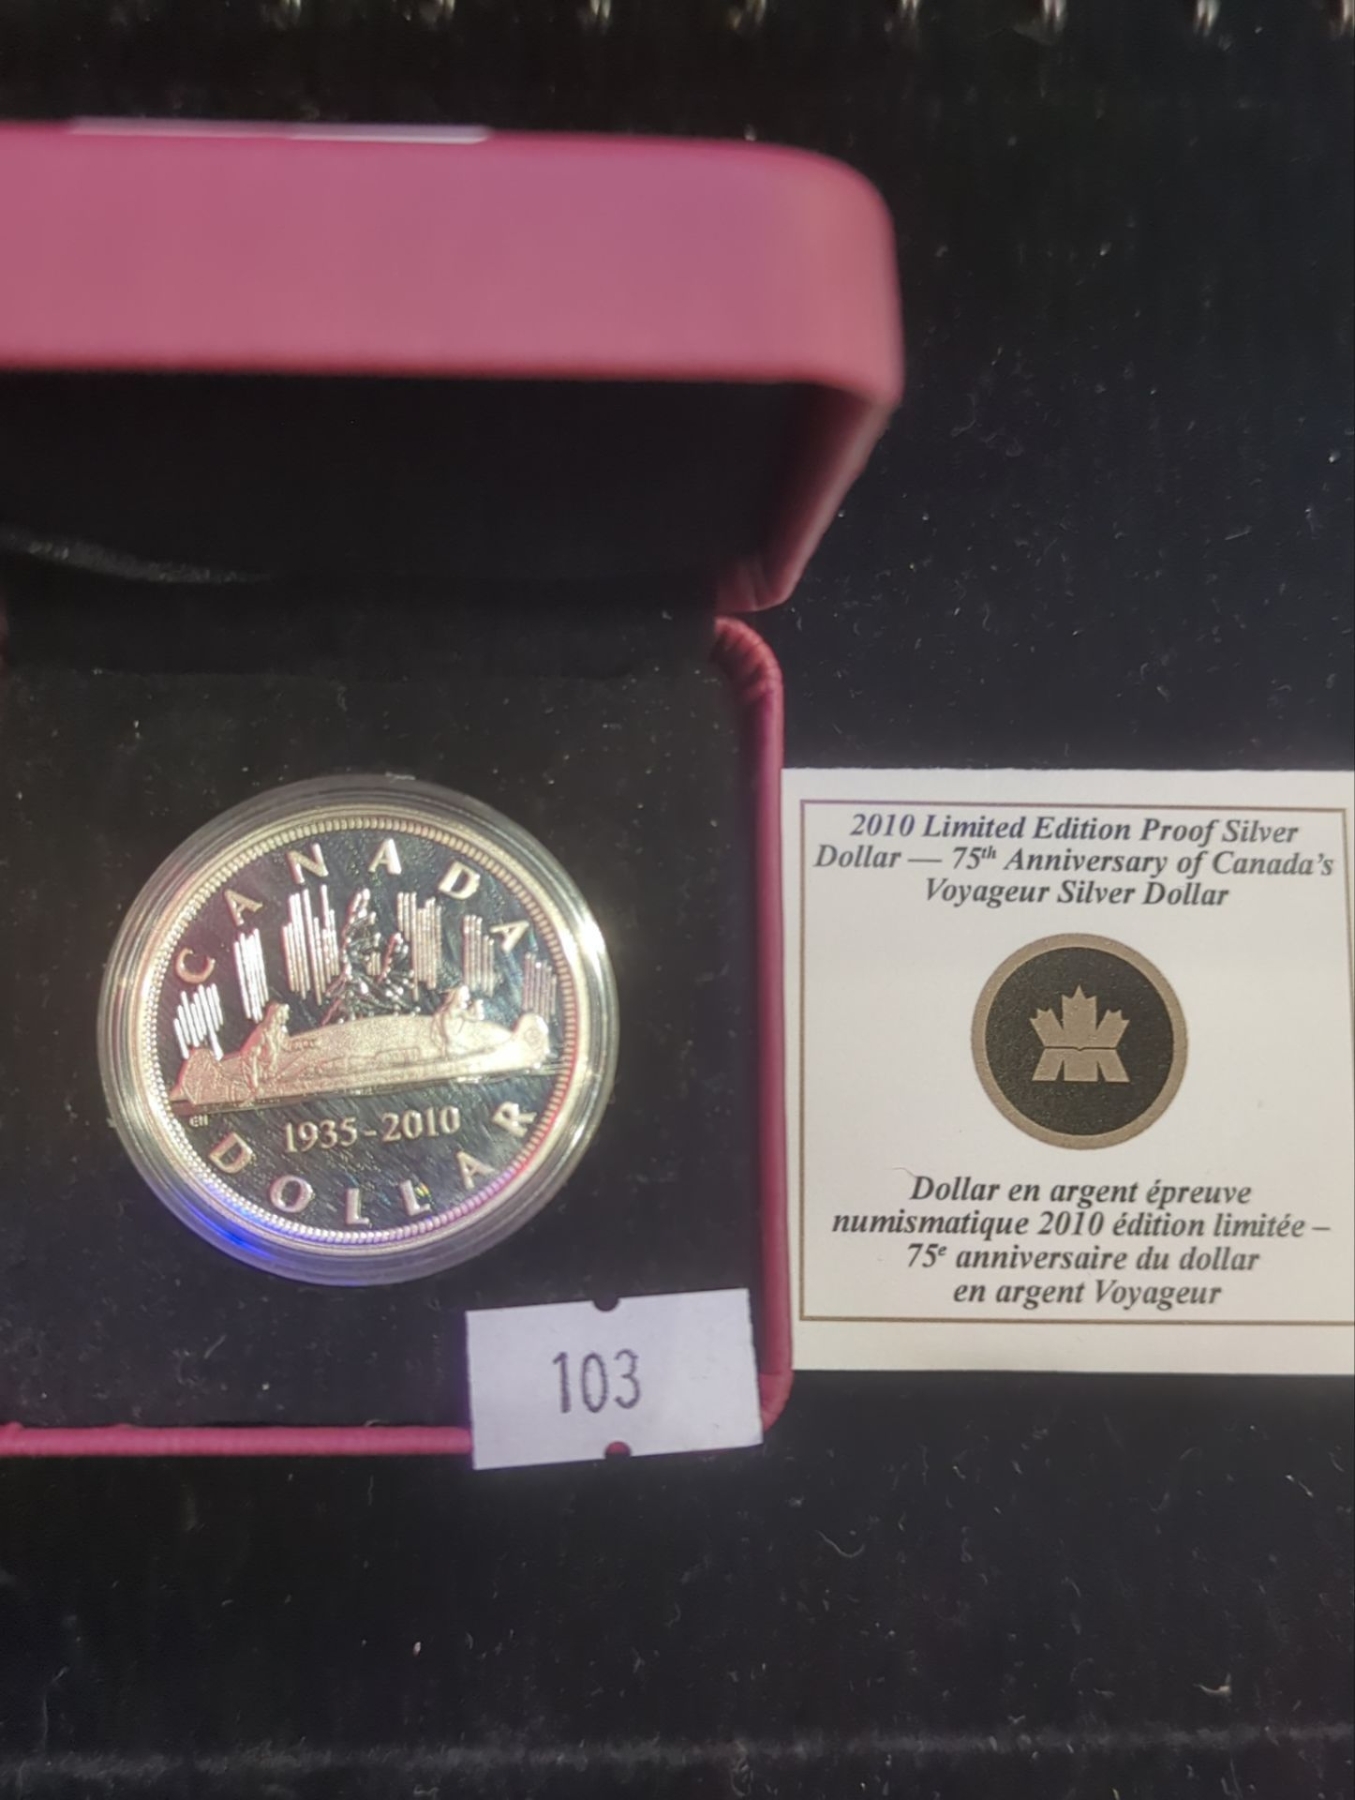 CANADA
1935-2010
EH
DOLLAR
103
2010 Limited Edition Proof Silver
Dollar — 75th Anniversary of Canada's
Voyageur Silver Dollar
Dollar en argent épreuve
numismatique 2010 édition limitée –
75e anniversaire du dollar
en argent Voyageur